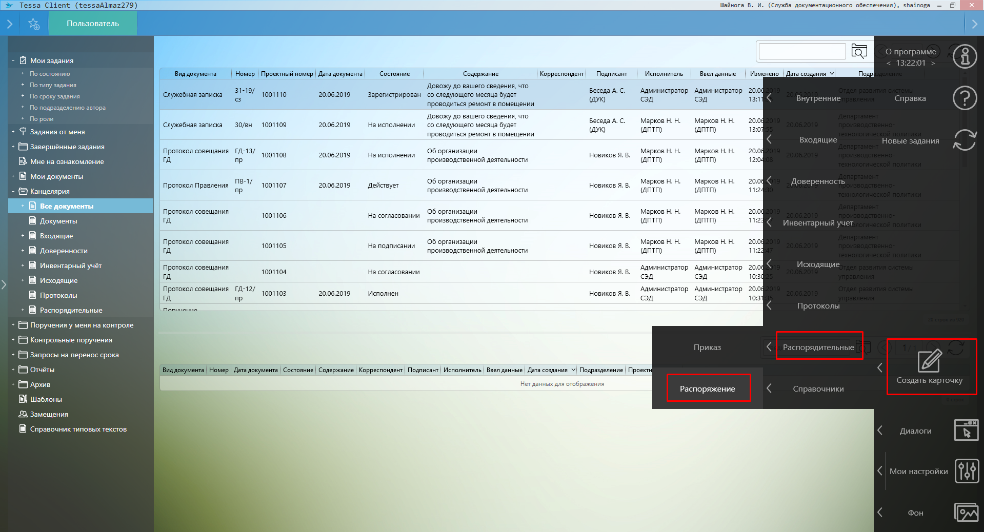 Tessa Client (tessaAlmaz279)
Шайнога В. И. (Служба документационного обеспечения), shainoga
Пользователь
Мои задания
По состоянию
По типу задания
По сроку задания
По подразделению автора
По роли
Задания от меня
Завершённые задания
Мне на ознакомление
Мои документы
Канцелярия
Все документы
Документы
Входящие
Доверенности
Инвентарный учёт
Исходящие
Протоколы
Распорядительные
Поручения у меня на контроле
Контрольные поручения
Запросы на перенос срока
Отчёты
Архив
Шаблоны
Замещения
Справочник типовых текстов
Вид документа Номер Проектный номер Дата документа Состояние Содержание Корреспондент Подписант Исполнитель Ввел данные Изменено Дата создания
Служебная записка 31-19/сз 1001110 20.06.2019 Зарегистрирован Довожу до вашего сведения, что со следующего месяца будет проводиться ремонт в помещении Беседа А. С. (ДУК) Администратор СЭД Администратор СЭД
Служебная записка 30/вн 1001109 20.06.2019 На исполнении Довожу до вашего сведения, что со следующего месяца будет проводиться ремонт в помещении Беседа А. С. (ДУК) Марков Н. Н. (ДПТП) Марков Н. Н. (ДПТП)
Протокол совещания ГД ГД-13/пр 1001108 20.06.2019 На исполнении Об организации производственной деятельности Новиков Я. В. Марков Н. Н. (ДПТП) Марков Н. Н. (ДПТП)
Протокол Правления ПВ-1/пр 1001107 20.06.2019 Действует Об организации производственной деятельности Новиков Я. В. Марков Н. Н. (ДПТП) Марков Н. Н. (ДПТП)
Протокол совещания ГД 1001106 На согласовании Об организации производственной деятельности Новиков Я. В. Марков Н. Н. (ДПТП) Марков Н. Н. (ДПТП)
Протокол совещания ГД 1001105 На подписании Об организации производственной деятельности Новиков Я. В. Марков Н. Н. (ДПТП) Марков Н. Н. (ДПТП)
Протокол совещания ГД 1001104 На согласовании Новиков Я. В. Администратор СЭД Администратор СЭД
Протокол совещания ГД ГД-12/пр 1001103 20.06.2019 Исполнен Новиков Я. В. Администратор СЭД Администратор СЭД
Вид документа Номер Дата документа Состояние Содержание Корреспондент Подписант Исполнитель Ввел данные Дата создания Подразделение
Нет данных для отображения
О программе
< 13:22:01 >
Справка
Новые задания
Внутренние
Входящие
Доверенность
Инвентарный учет
Исходящие
Протоколы
Распорядительные
Справочники
Приказ
Распоряжение
Создать карточку
Диалоги
Мои настройки
Фон